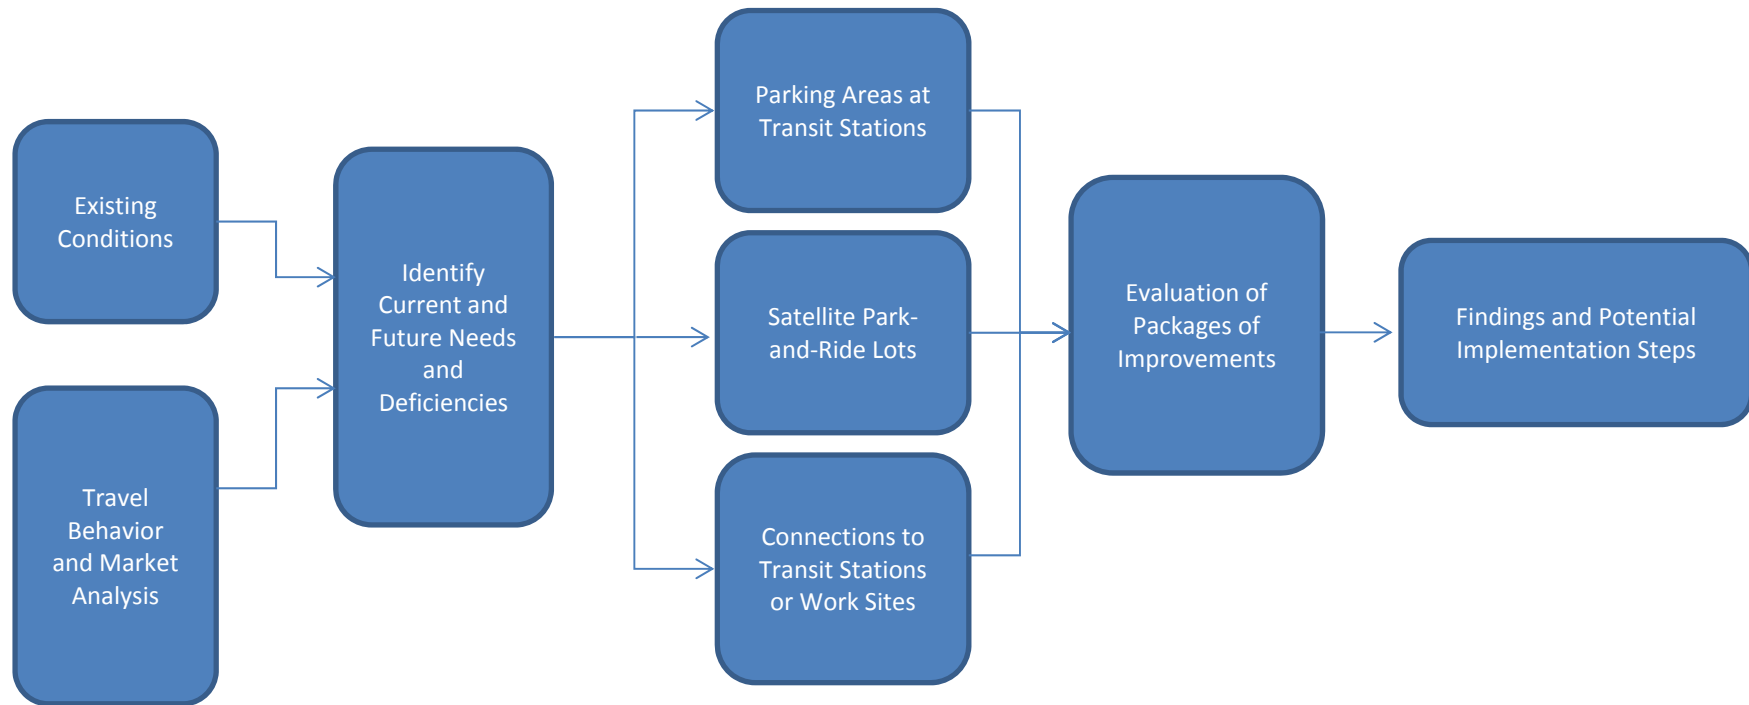 Existing
Conditions
Travel
Behavior
and Market
Analysis
Identify
Current and
Future Needs
and
Deficiencies
Parking Areas at
Transit Stations
Satellite Park-
and-Ride Lots
Connections to
Transit Stations
or Work Sites
Evaluation of
Packages of
Improvements
Findings and Potential
Implementation Steps